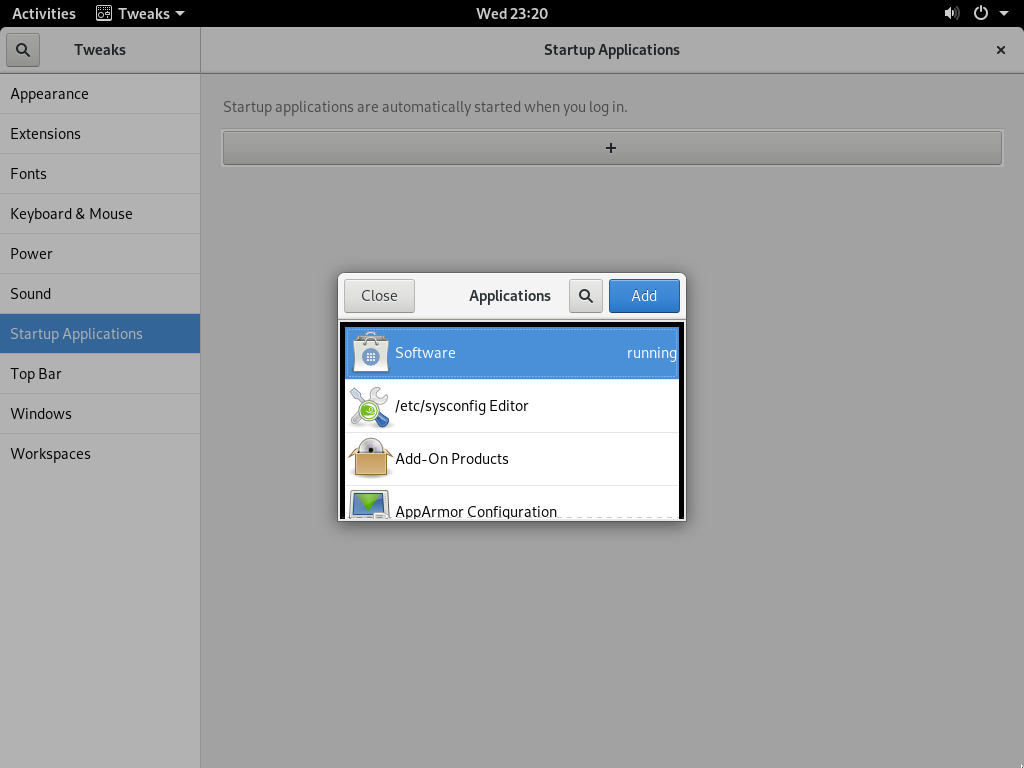 Activities Tweaks Wed 23:20
Tweaks Startup Applications
Appearance
Extensions
Fonts
Keyboard & Mouse
Power
Sound
Startup Applications
Top Bar
Windows
Workspaces
Startup applications are automatically started when you log in.
+
Close Applications Add
Software running
/etc/sysconfig Editor
Add-On Products
AppArmor Configuration